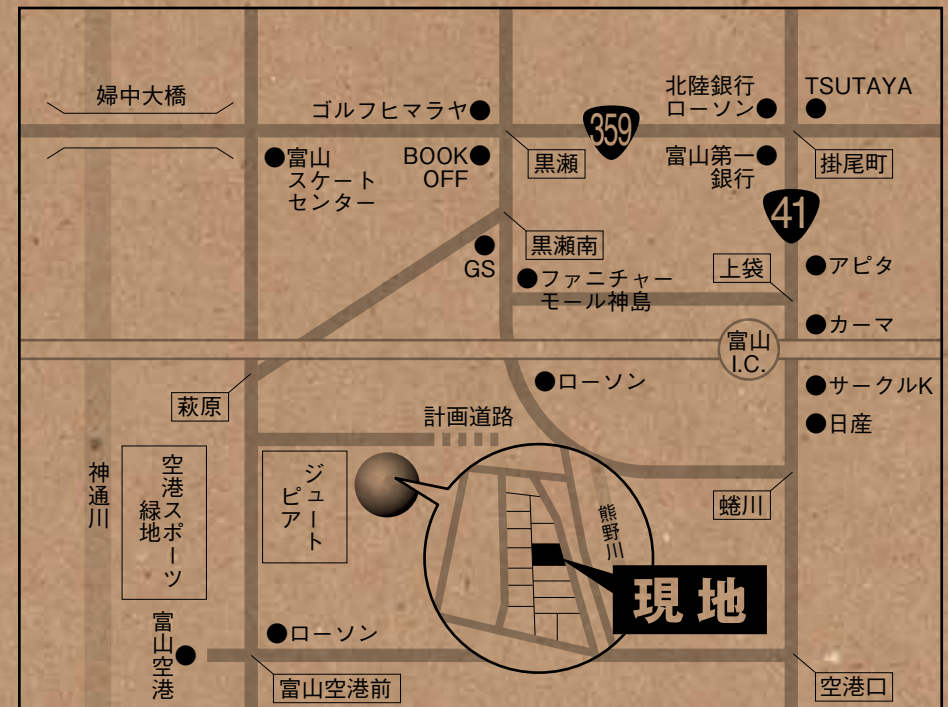 婦中大橋
ゴルフヒマラヤ
北陸銀行
ローソン
TSUTAYA
359
富山
スケート
センター
BOOK
OFF
黒瀬
富山第一
銀行
掛尾町
41
黒瀬南
GS
ファニチャー
モール神島
上袋
アピタ
カーマ
富山
I.C.
萩原
ローソン
サークルK
日産
計画道路
神通川
空港スポーツ
緑地
ジュート
ピア
熊野川
蜷川
現地
富山空港
ローソン
富山空港前
空港口